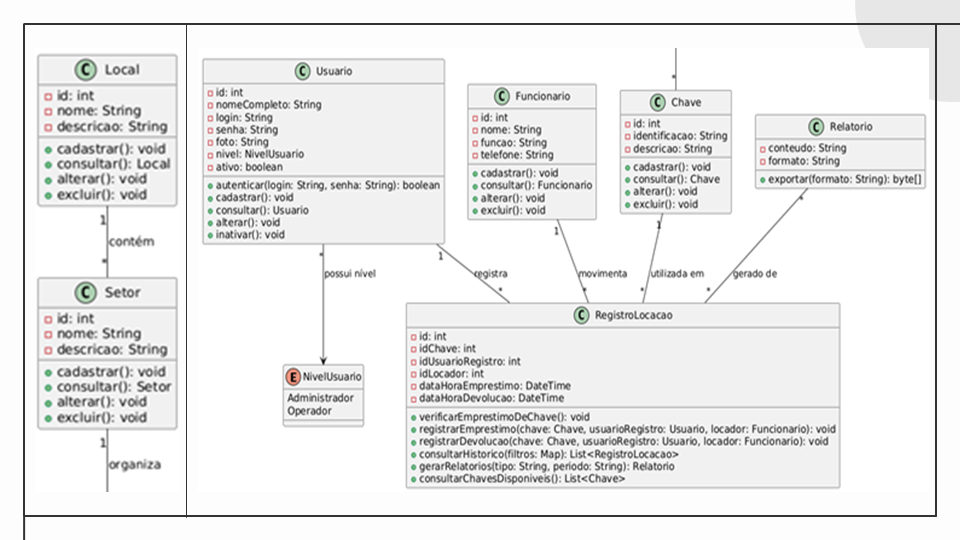 C Local
id: int
nome: String
descricao: String
cadastrar(): void
consultar(): Local
alterar(): void
excluir(): void
1
contém
*
C Setor
id: int
nome: String
descricao: String
cadastrar(): void
consultar(): Setor
alterar(): void
excluir(): void
1
organiza
C Usuario
id: int
nomeCompleto: String
login: String
senha: String
foto: String
nivel: NivelUsuario
ativo: boolean
autenticar(login: String, senha: String): boolean
cadastrar(): void
consultar(): Usuario
alterar(): void
inativar(): void
*
possui nível
E NivelUsuario
Administrador
Operador
1
registra
*
C Funcionario
id: int
nome: String
funcao: String
telefone: String
cadastrar(): void
consultar(): Funcionario
alterar(): void
excluir(): void
1
movimenta
*
*
C Chave
id: int
identificacao: String
descricao: String
cadastrar(): void
consultar(): Chave
alterar(): void
excluir(): void
1
utilizada em
*
C Relatorio
conteudo: String
formato: String
exportar(formato: String): byte[]
*
gerado de
*
C RegistroLocacao
id: int
idChave: int
idUsuarioRegistro: int
idLocador: int
dataHoraEmprestimo: DateTime
dataHoraDevolucao: DateTime
verificarEmprestimoDeChave(): void
registrarEmprestimo(chave: Chave, usuarioRegistro: Usuario, locador: Funcionario): void
registrarDevolucao(chave: Chave, usuarioRegistro: Usuario, locador: Funcionario): void
consultarHistorico(filtros: Map): List<RegistroLocacao>
gerarRelatorios(tipo: String, periodo: String): Relatorio
consultarChavesDisponiveis(): List<Chave>